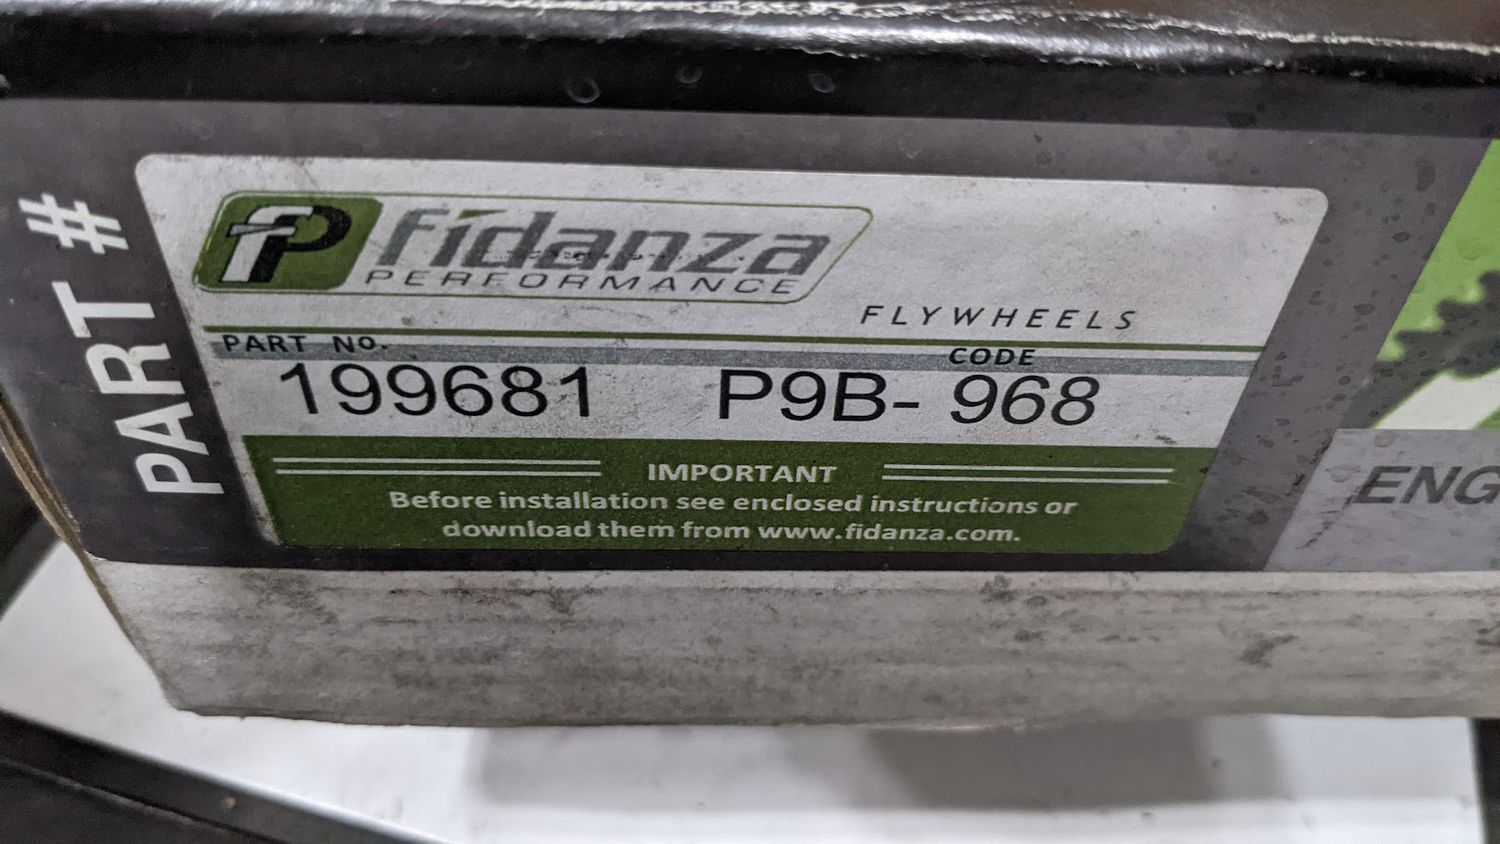 PART #
FP fidanza
PERFORMANCE
FLYWHEELS
PART NO. CODE
199681 P9B- 968
IMPORTANT
Before installation see enclosed instructions or
download them from www.fidanza.com.
ENG